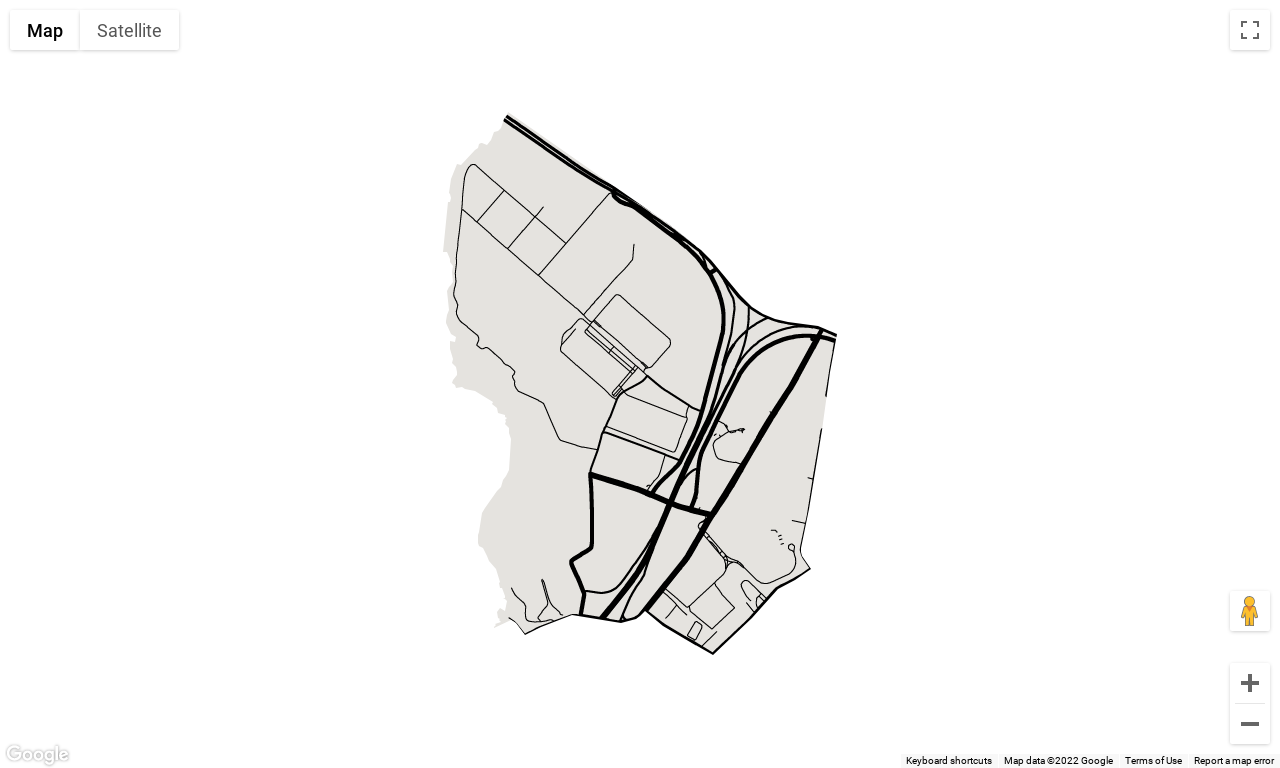 Map Satellite
Google
Keyboard shortcuts Map data ©2022 Google Terms of Use Report a map error